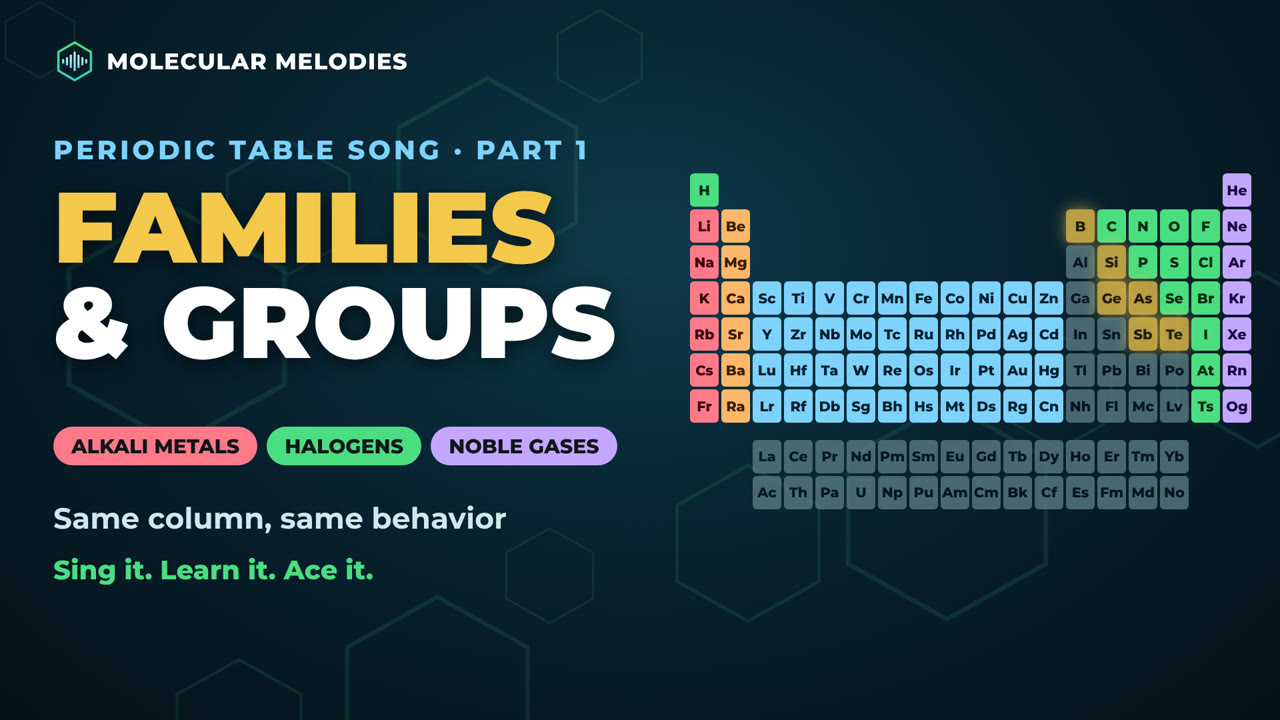 MOLECULAR MELODIES
PERIODIC TABLE SONG · PART 1
FAMILIES
& GROUPS
ALKALI METALS HALOGENS NOBLE GASES
Same column, same behavior
Sing it. Learn it. Ace it.
H He
Li Be B C N O F Ne
Na Mg Al Si P S Cl Ar
K Ca Sc Ti V Cr Mn Fe Co Ni Cu Zn Ga Ge As Se Br Kr
Rb Sr Y Zr Nb Mo Tc Ru Rh Pd Ag Cd In Sn Sb Te I Xe
Cs Ba Lu Hf Ta W Re Os Ir Pt Au Hg Tl Pb Bi Po At Rn
Fr Ra Lr Rf Db Sg Bh Hs Mt Ds Rg Cn Nh Fl Mc Lv Ts Og
La Ce Pr Nd Pm Sm Eu Gd Tb Dy Ho Er Tm Yb
Ac Th Pa U Np Pu Am Cm Bk Cf Es Fm Md No